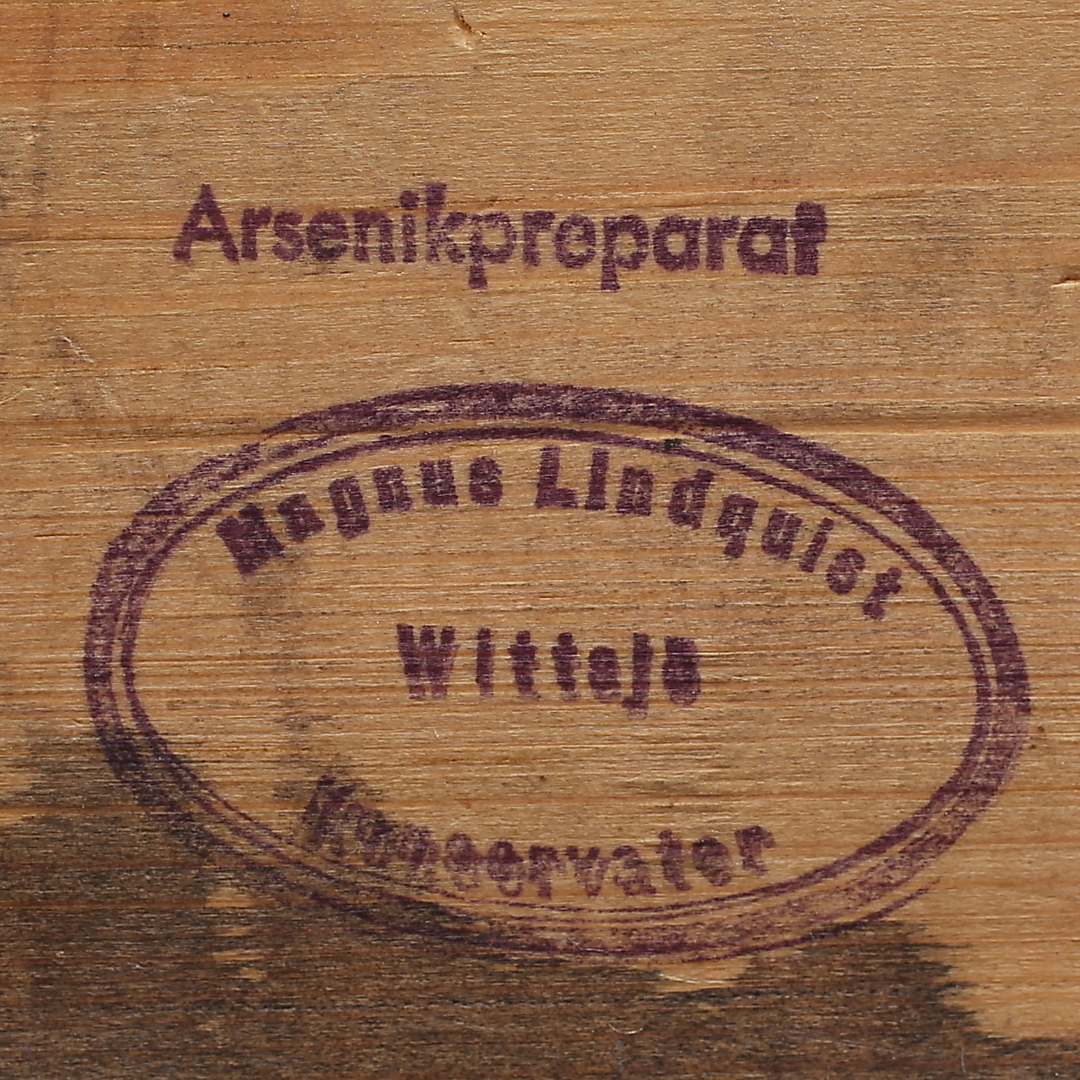 Arsenikpreparat
Magnus Lindquist
Wittsjö
Konservator